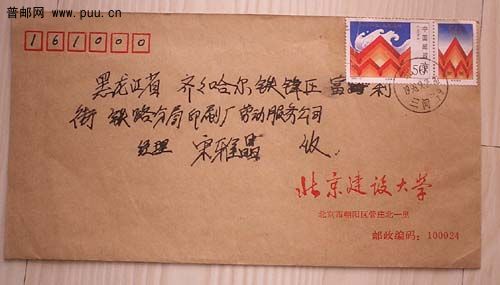 普邮网 www.puu.cn
161000
中国邮政
50
黑龙江省 齐齐哈尔铁锋区富 利
街 铁路分局印刷厂劳动服务公司
经理 宋雅晶 收
北京建设大学
北京市朝阳区管庄北一里
邮政编码：100024